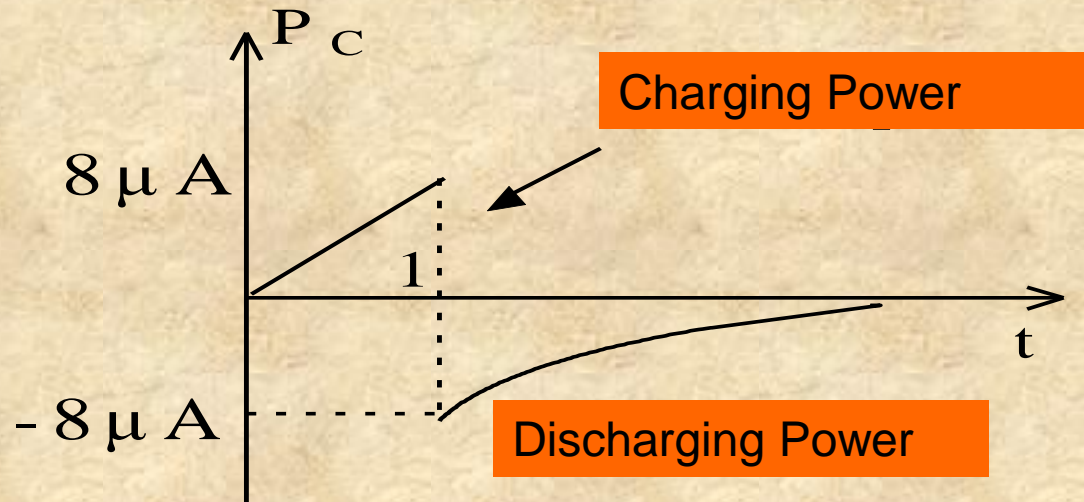 P C
Charging Power
8 μ A
1
t
- 8 μ A
Discharging Power